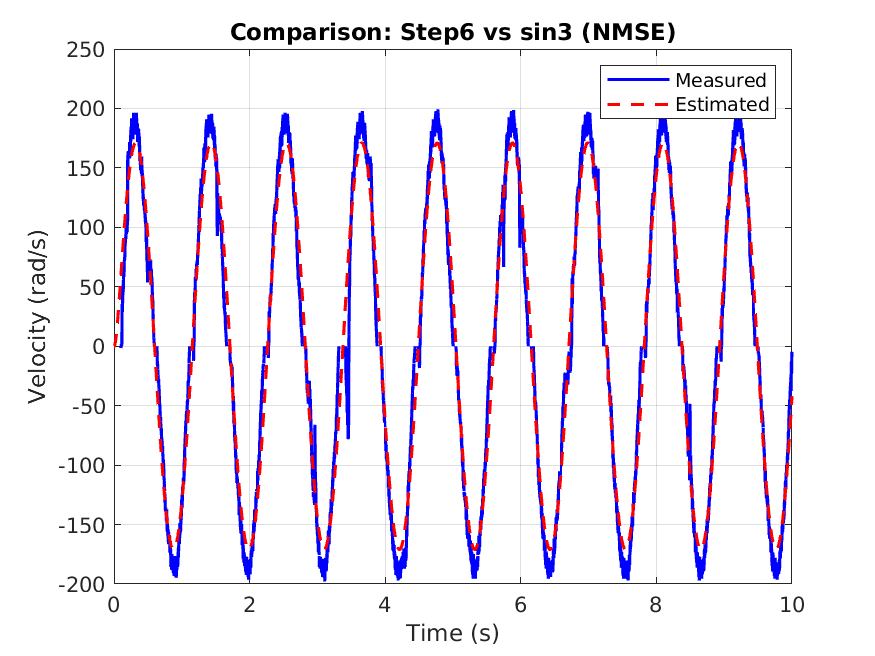 Comparison: Step6 vs sin3 (NMSE)
250
200
150
100
50
0
-50
-100
-150
-200
Velocity (rad/s)
Measured
Estimated
0 2 4 6 8 10
Time (s)